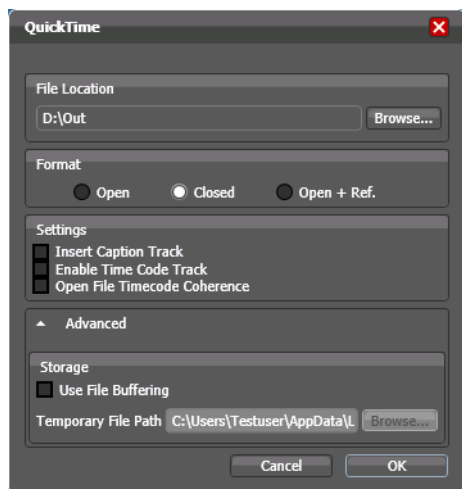 QuickTime
File Location
D:\Out
Browse...
Format
Open Closed Open + Ref.
Settings
Insert Caption Track
Enable Time Code Track
Open File Timecode Coherence
Advanced
Storage
Use File Buffering
Temporary File Path C:\Users\Testuser\AppData\L Browse...
Cancel OK